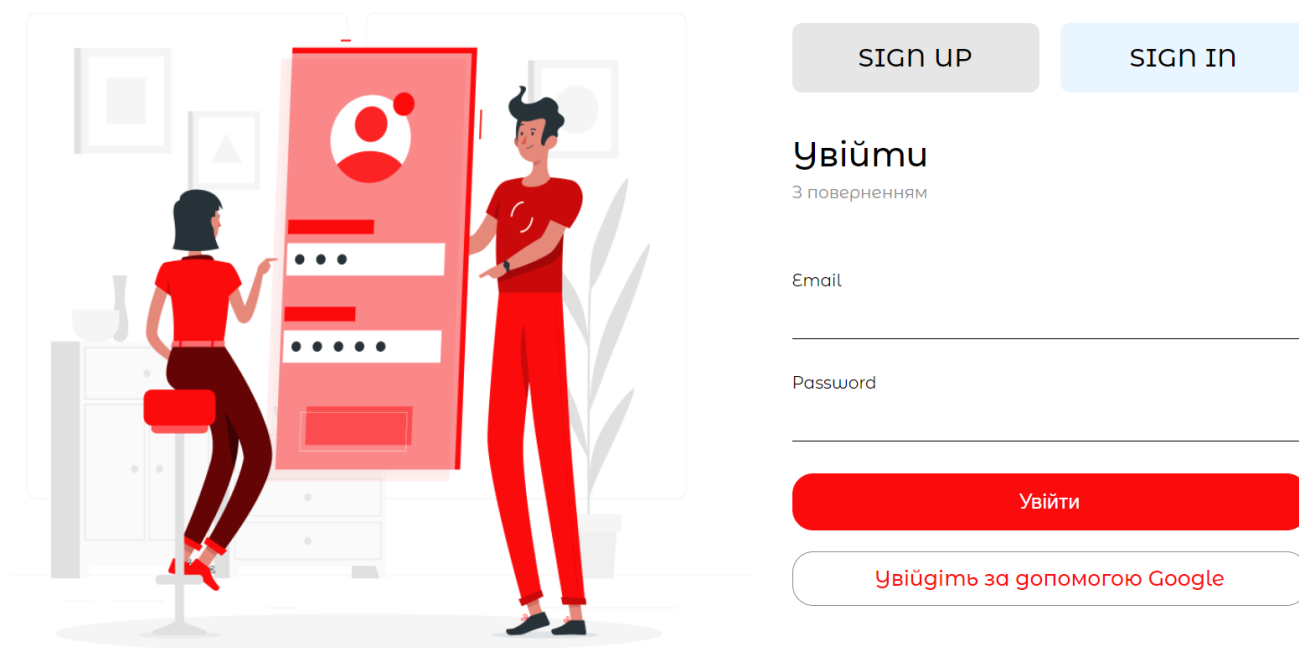 SIGN UP
SIGN IN
Увійти
З поверненням
Email
Password
Увійти
Увійдіть за допомогою Google